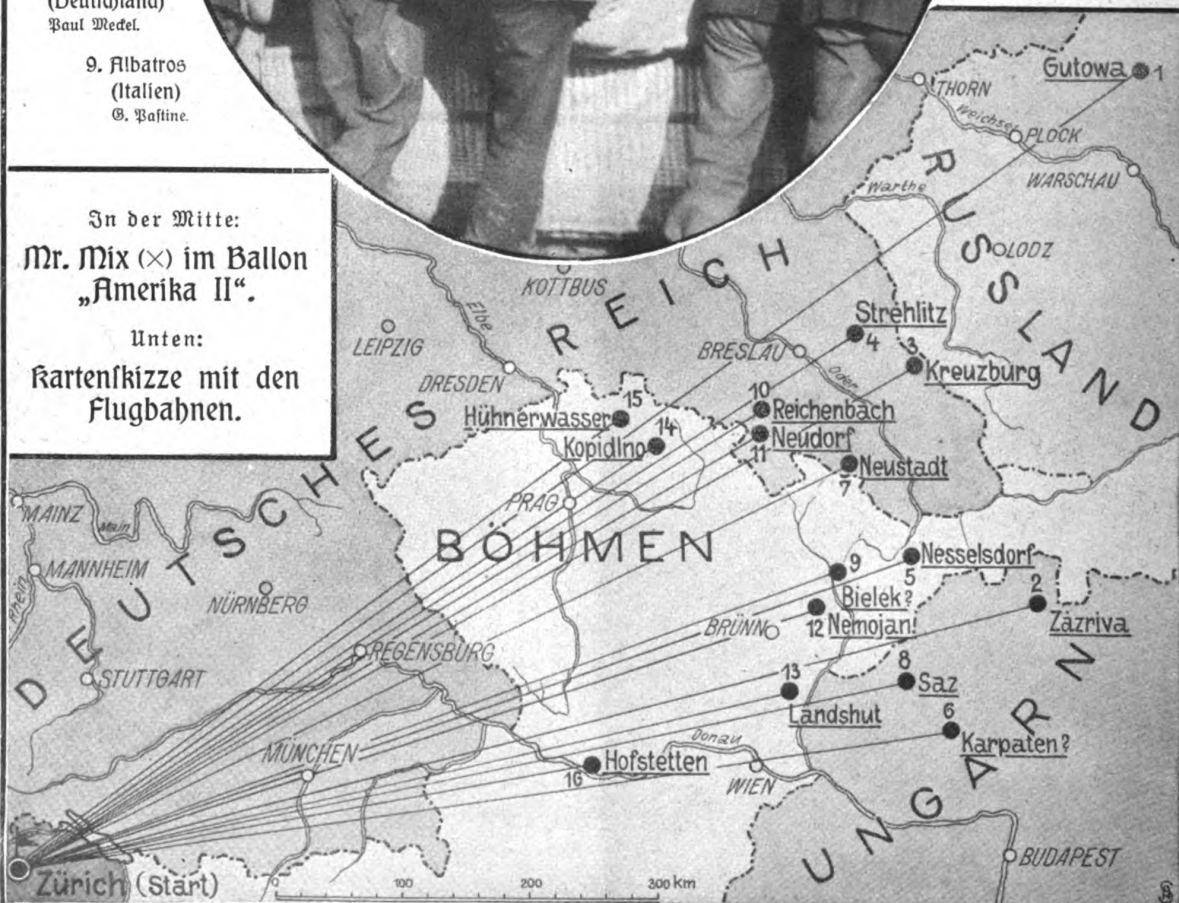 (Deutschland)
Paul Meckel.
9. Albatros
(Italien)
G. Pastine.
In der Mitte:
Mr. Mix (×) im Ballon
„Amerika II“.
Unten:
Kartenskizze mit den
Flugbahnen.
Gutowa 1
THORN
Weichsel
PLOCK
WARSCHAU
Warthe
RUSSLAND
LODZ
KOTTBUS
DEUTSCHES REICH
Elbe
LEIPZIG
DRESDEN
Strehlitz
4
BRESLAU
Oder
3
Kreuzburg
10
Reichenbach
15
Hühnerwasser
14
Kopidlno
Neudorf
11
Neustadt
7
PRAG
BÖHMEN
MAINZ
Main
MANNHEIM
Rhein
NÜRNBERG
Nesselsdorf
5
9
Bielek?
2
Zázriva
BRÜNN
12 Nemojan!
REGENSBURG
STUTTGART
8
Saz
13
Landshut
6
Karpaten?
UNGARN
MÜNCHEN
Donau
Hofstetten
16
WIEN
BUDAPEST
Zürich (Start)
0 100 200 300 km